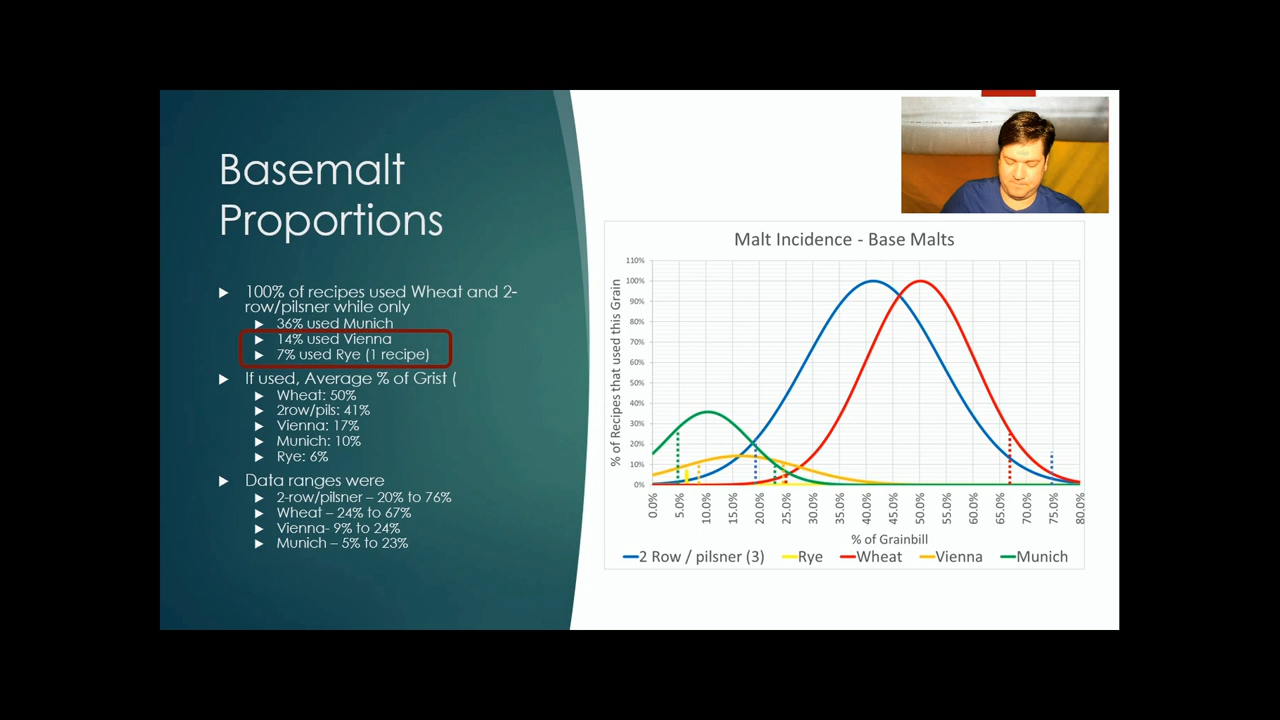 Basemalt
Proportions
100% of recipes used Wheat and 2-
row/pilsner while only
36% used Munich
14% used Vienna
7% used Rye (1 recipe)
If used, Average % of Grist (
Wheat: 50%
2row/pils: 41%
Vienna: 17%
Munich: 10%
Rye: 6%
Data ranges were
2-row/pilsner – 20% to 76%
Wheat – 24% to 67%
Vienna- 9% to 24%
Munich – 5% to 23%
Malt Incidence - Base Malts
% of Recipes that used this Grain
110%
100%
90%
80%
70%
60%
50%
40%
30%
20%
10%
0%
0.0% 5.0% 10.0% 15.0% 20.0% 25.0% 30.0% 35.0% 40.0% 45.0% 50.0% 55.0% 60.0% 65.0% 70.0% 75.0% 80.0%
% of Grainbill
2 Row / pilsner (3) Rye Wheat Vienna Munich